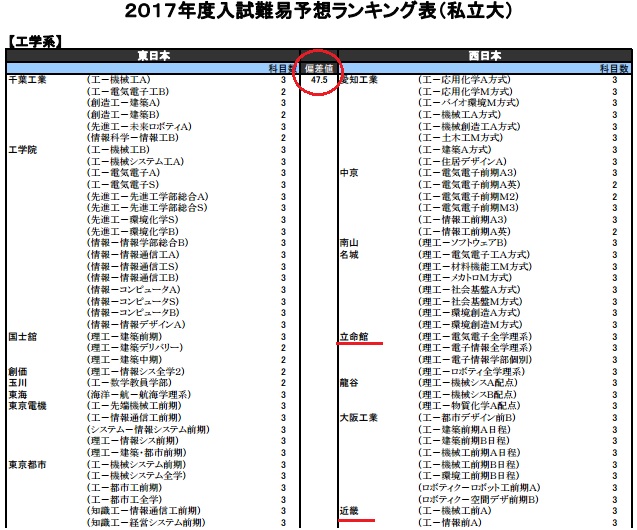 2017年度入試難易予想ランキング表(私立大)
【工学系】
東日本 西日本
科目数 偏差値 科目数
千葉工業 (工－機械工A) 3 47.5 愛知工業 (工－応用化学A方式) 3
(工－電気電子工B) 2 (工－応用化学M方式) 3
(創造工－建築A) 3 (工－バイオ環境M方式) 3
(創造工－建築B) 2 (工－機械工A方式) 3
(先進工－未来ロボティA) 3 (工－機械創造工A方式) 3
(情報科学－情報工B) 2 (工－土木工M方式) 3
工学院 (工－機械工B) 3 (工－建築A方式) 3
(工－機械システム工A) 3 (工－住居デザインA) 3
(工－電気電子A) 3 中京 (工－電気電子前期A3) 3
(工－電気電子S) 3 (工－電気電子前期A英) 2
(先進工－先進工学部総合A) 3 (工－電気電子前期M2) 2
(先進工－先進工学部総合S) 3 (工－電気電子前期M3) 3
(先進工－環境化学S) 3 (工－情報工前期A3) 3
(先進工－環境化学B) 3 (工－情報工前期A英) 2
(情報－情報学部総合B) 3 南山 (理工－ソフトウェアB) 3
(情報－情報通信工A) 3 名城 (理工－電気電子工A方式) 3
(情報－情報通信工S) 3 (理工－材料機能工M方式) 3
(情報－情報通信工B) 3 (理工－メカトロM方式) 3
(情報－コンピュータA) 3 (理工－社会基盤A方式) 3
(情報－コンピュータS) 3 (理工－社会基盤M方式) 3
(情報－コンピュータB) 3 (理工－環境創造A方式) 3
(情報－情報デザインA) 3 (理工－環境創造M方式) 3
国士舘 (理工－建築前期) 3 立命館 (理工－電気電子工全学理系) 3
(理工－建築デリバリー) 2 (理工－電子情報全学理系) 3
(理工－建築中期) 2 (理工－電子情報学部個別) 3
創価 (理工－情報シス全学2) 2 (理工－ロボティ全学理系) 3
玉川 (工－数学教員学部) 2 龍谷 (理工－機械シスA配点) 3
東海 (海洋－航－航海学理系) 3 (理工－機械シスB配点) 3
東京電機 (工－先端機械工前期) 3 (理工－物質化学A配点) 3
(工－情報通信工前期) 3 大阪工業 (工－都市デザイン前B) 3
(システム－情報システム前期) 3 (工－建築前期A日程) 3
(理工－情報シス前期) 3 (工－建築前期B日程) 3
(理工－建築・都市前期) 3 (工－機械工前期A日程) 3
東京都市 (工－機械システム前期) 3 (工－機械工前期B日程) 3
(工－機械システム全学) 3 (工－環境工前期B日程) 3
(工－都市工前期) 3 (ロボティクーロボット工前期A) 3
(工－都市工全学) 3 (ロボティクー空間デザ前期B) 3
(知識工－情報通信工前期) 3 近畿 (工－機械工前A) 3
(知識工－経営システム前期) 3 (工－情報前A) 3